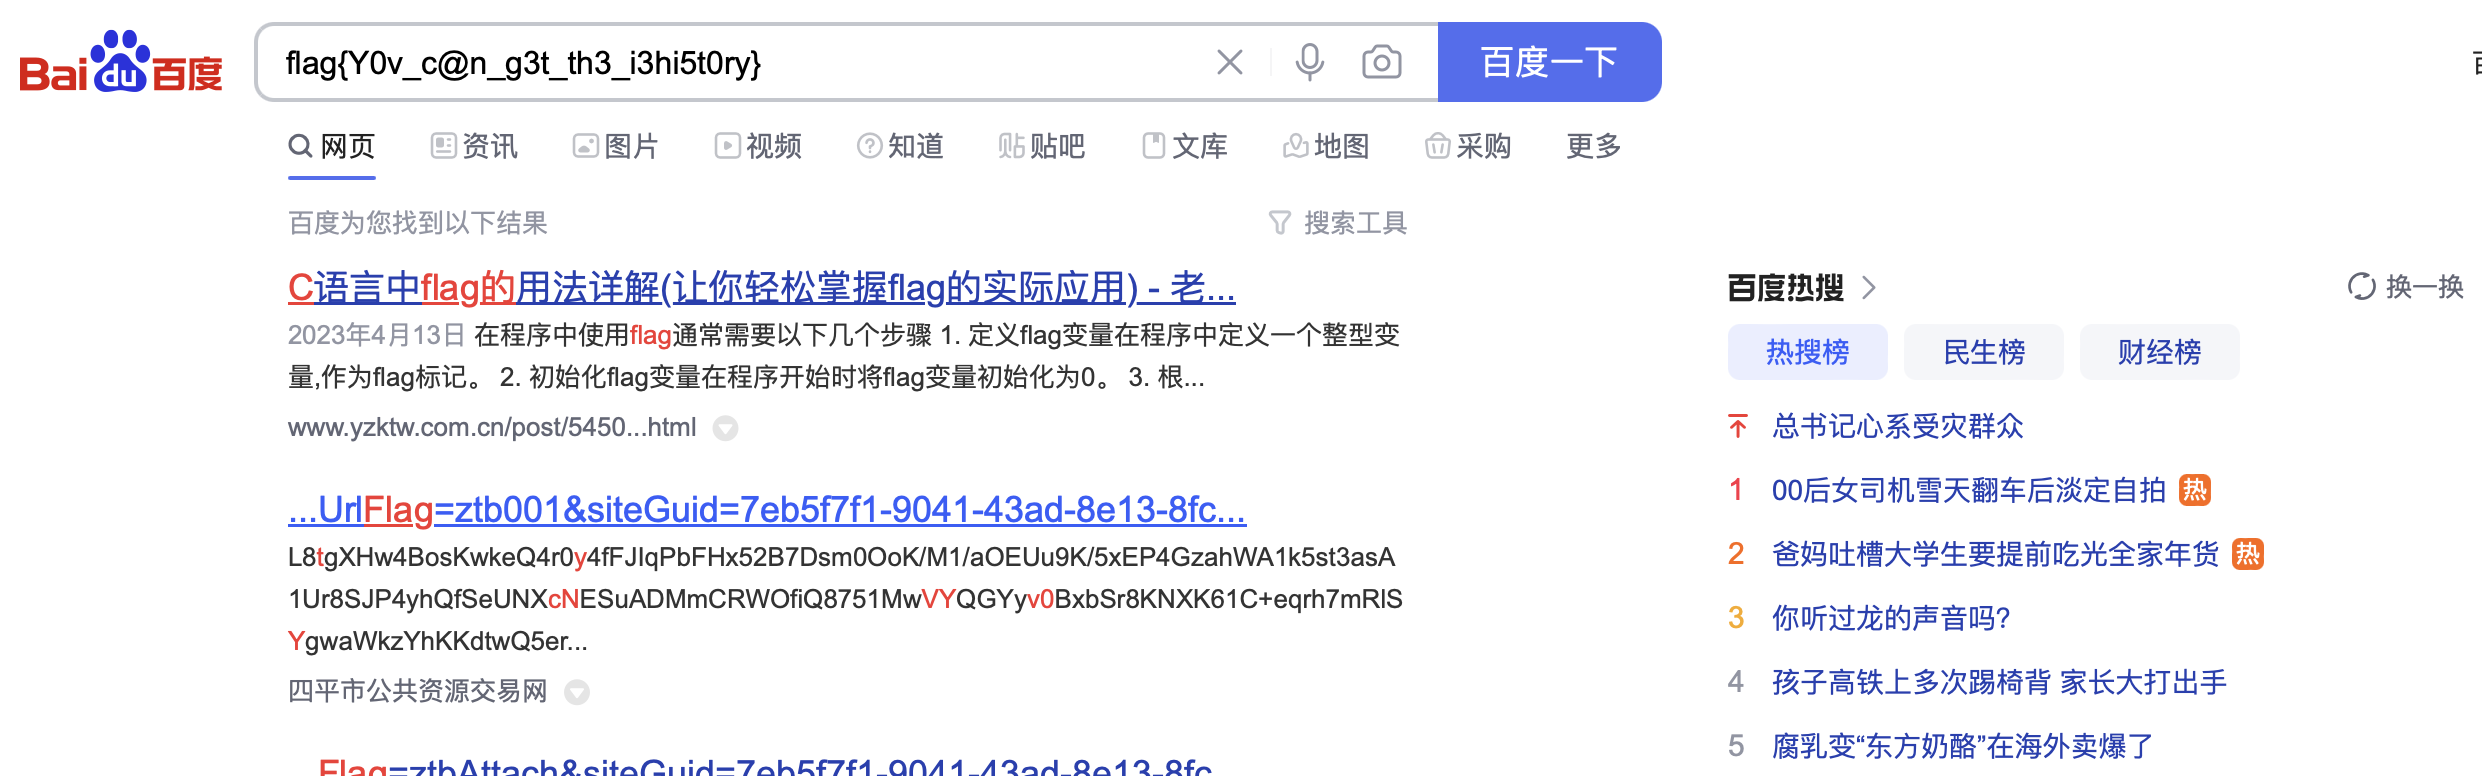 Bai du 百度
flag{Y0v_c@n_g3t_th3_i3hi5t0ry}
百度一下
网页 资讯 图片 视频 知道 贴吧 文库 地图 采购 更多
百度为您找到以下结果
搜索工具
C语言中flag的用法详解(让你轻松掌握flag的实际应用) - 老...
2023年4月13日 在程序中使用flag通常需要以下几个步骤 1. 定义flag变量在程序中定义一个整型变
量,作为flag标记。 2. 初始化flag变量在程序开始时将flag变量初始化为0。 3. 根...
www.yzktw.com.cn/post/5450...html
...UrlFlag=ztb001&siteGuid=7eb5f7f1-9041-43ad-8e13-8fc...
L8tgXHw4BosKwkeQ4r0y4fFJIqPbFHx52B7Dsm0OoK/M1/aOEUu9K/5xEP4GzahWA1k5st3asA
1Ur8SJP4yhQfSeUNXcNESuADMmCRWOfiQ8751MwVYQGYyv0BxbSr8KNXK61C+eqrh7mRlS
YgwaWkzYhKKdtwQ5er...
四平市公共资源交易网
...Flag=ztbAttach&siteGuid=7eb5f7f1-9041-43ad-8e13-8fc...
百度热搜
换一换
热搜榜 民生榜 财经榜
总书记心系受灾群众
1 00后女司机雪天翻车后淡定自拍 热
2 爸妈吐槽大学生要提前吃光全家年货 热
3 你听过龙的声音吗?
4 孩子高铁上多次踢椅背 家长大打出手
5 腐乳变“东方奶酪”在海外卖爆了